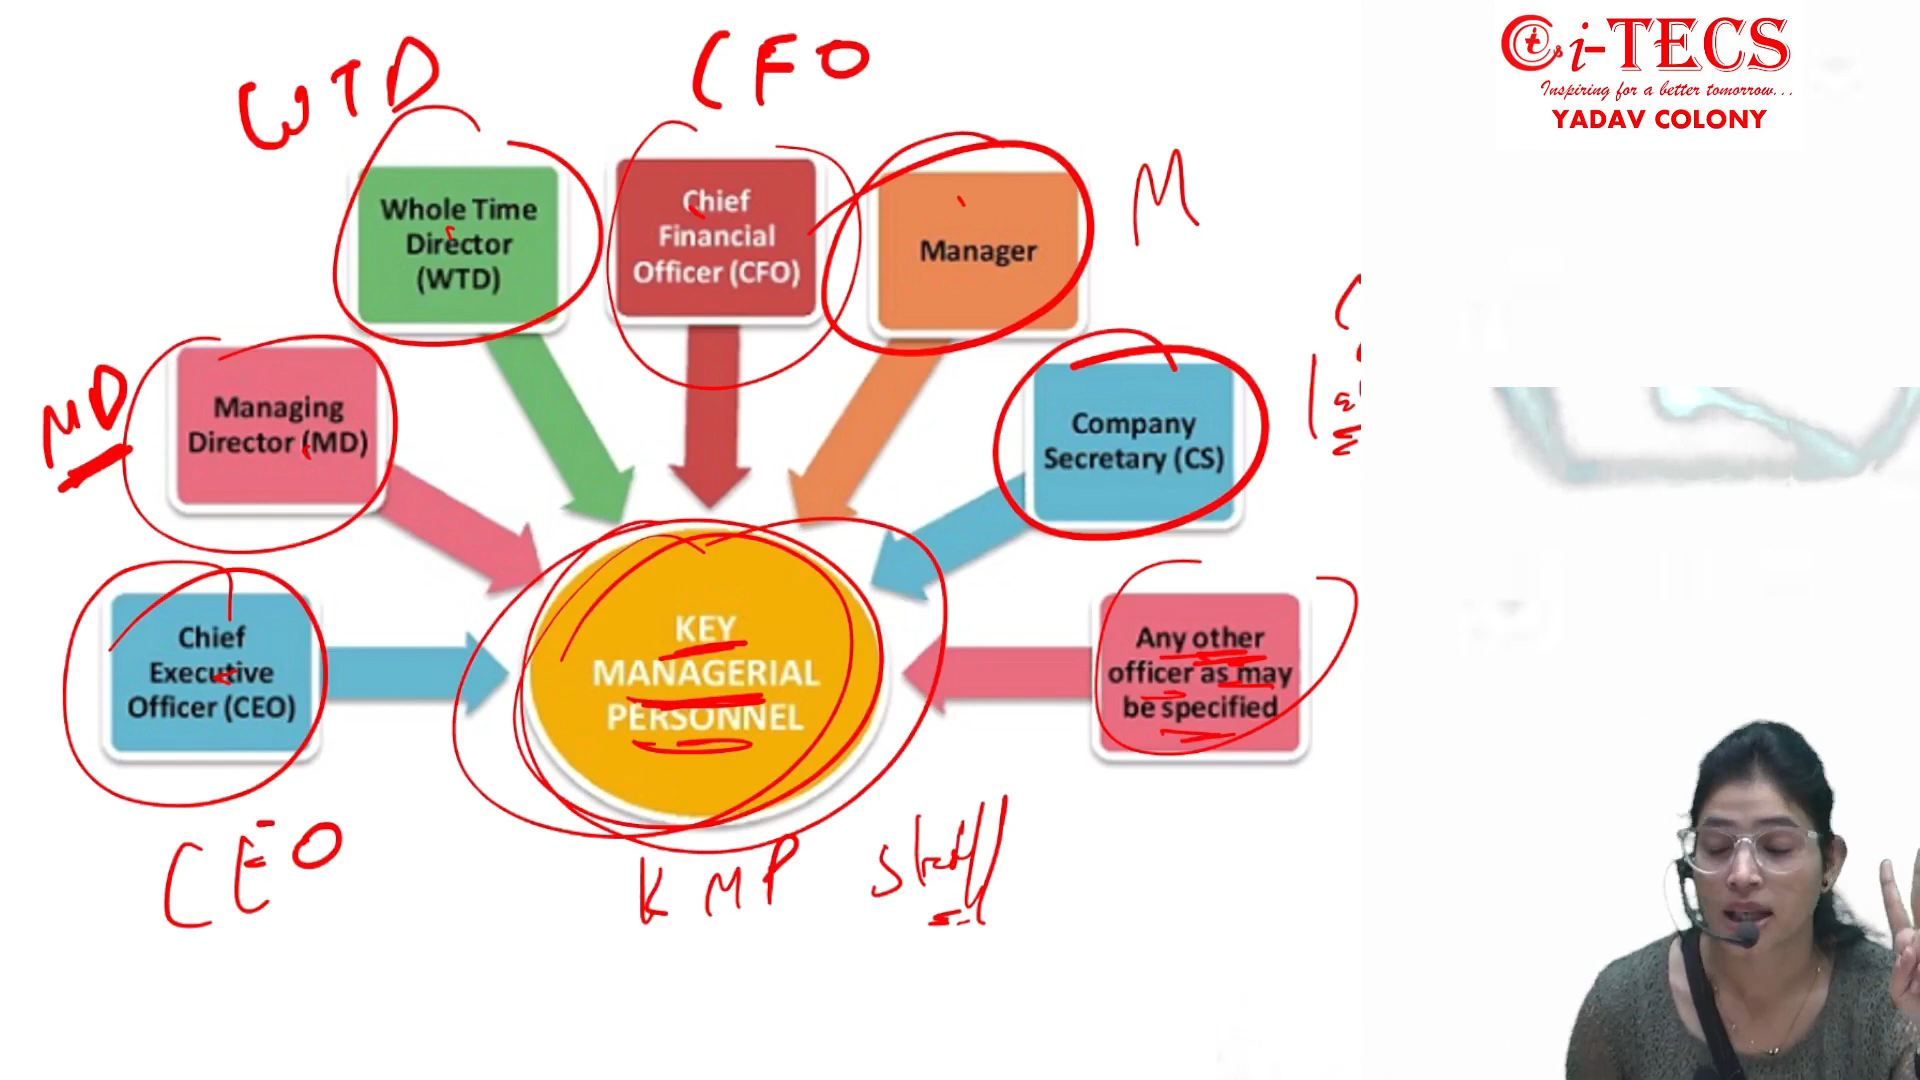 WTD
CFO
i-TECS
Inspiring for a better tomorrow...
YADAV COLONY
Whole Time
Director
(WTD)
Chief
Financial
Officer (CFO)
Manager
M
MD
Managing
Director (MD)
Company
Secretary (CS)
Chief
Executive
Officer (CEO)
KEY
MANAGERIAL
PERSONNEL
Any other
officer as may
be specified
CEO
KMP